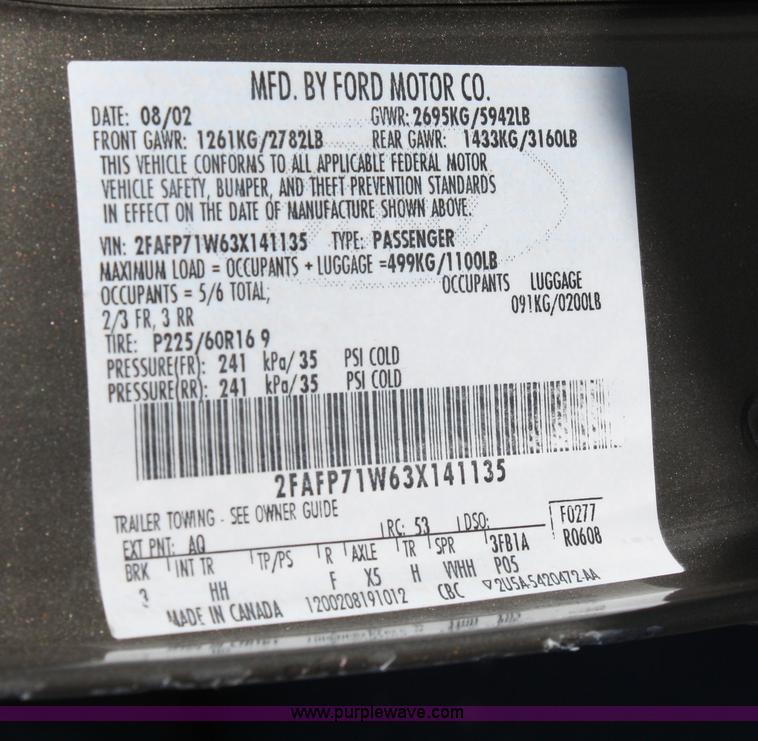 MFD. BY FORD MOTOR CO.
DATE: 08/02 GVWR: 2695KG/5942LB
FRONT GAWR: 1261KG/2782LB REAR GAWR: 1433KG/3160LB
THIS VEHICLE CONFORMS TO ALL APPLICABLE FEDERAL MOTOR
VEHICLE SAFETY, BUMPER, AND THEFT PREVENTION STANDARDS
IN EFFECT ON THE DATE OF MANUFACTURE SHOWN ABOVE.
VIN: 2FAFP71W63X141135 TYPE: PASSENGER
MAXIMUM LOAD = OCCUPANTS + LUGGAGE =499KG/1100LB
OCCUPANTS = 5/6 TOTAL; OCCUPANTS LUGGAGE
2/3 FR, 3 RR 091KG/0200LB
TIRE: P225/60R16 9
PRESSURE(FR): 241 kPa/35 PSI COLD
PRESSURE(RR): 241 kPa/35 PSI COLD
2FAFP71W63X141135
TRAILER TOWING - SEE OWNER GUIDE
EXT PNT: AQ RC: 53 DSO: F0277
BRK INT TR TP/PS R AXLE TR SPR 3FB1A R0608
3 HH F X5 H WHH P05
MADE IN CANADA 1200208191012 CBC 2U5A-5420472-AA
www.purplewave.com